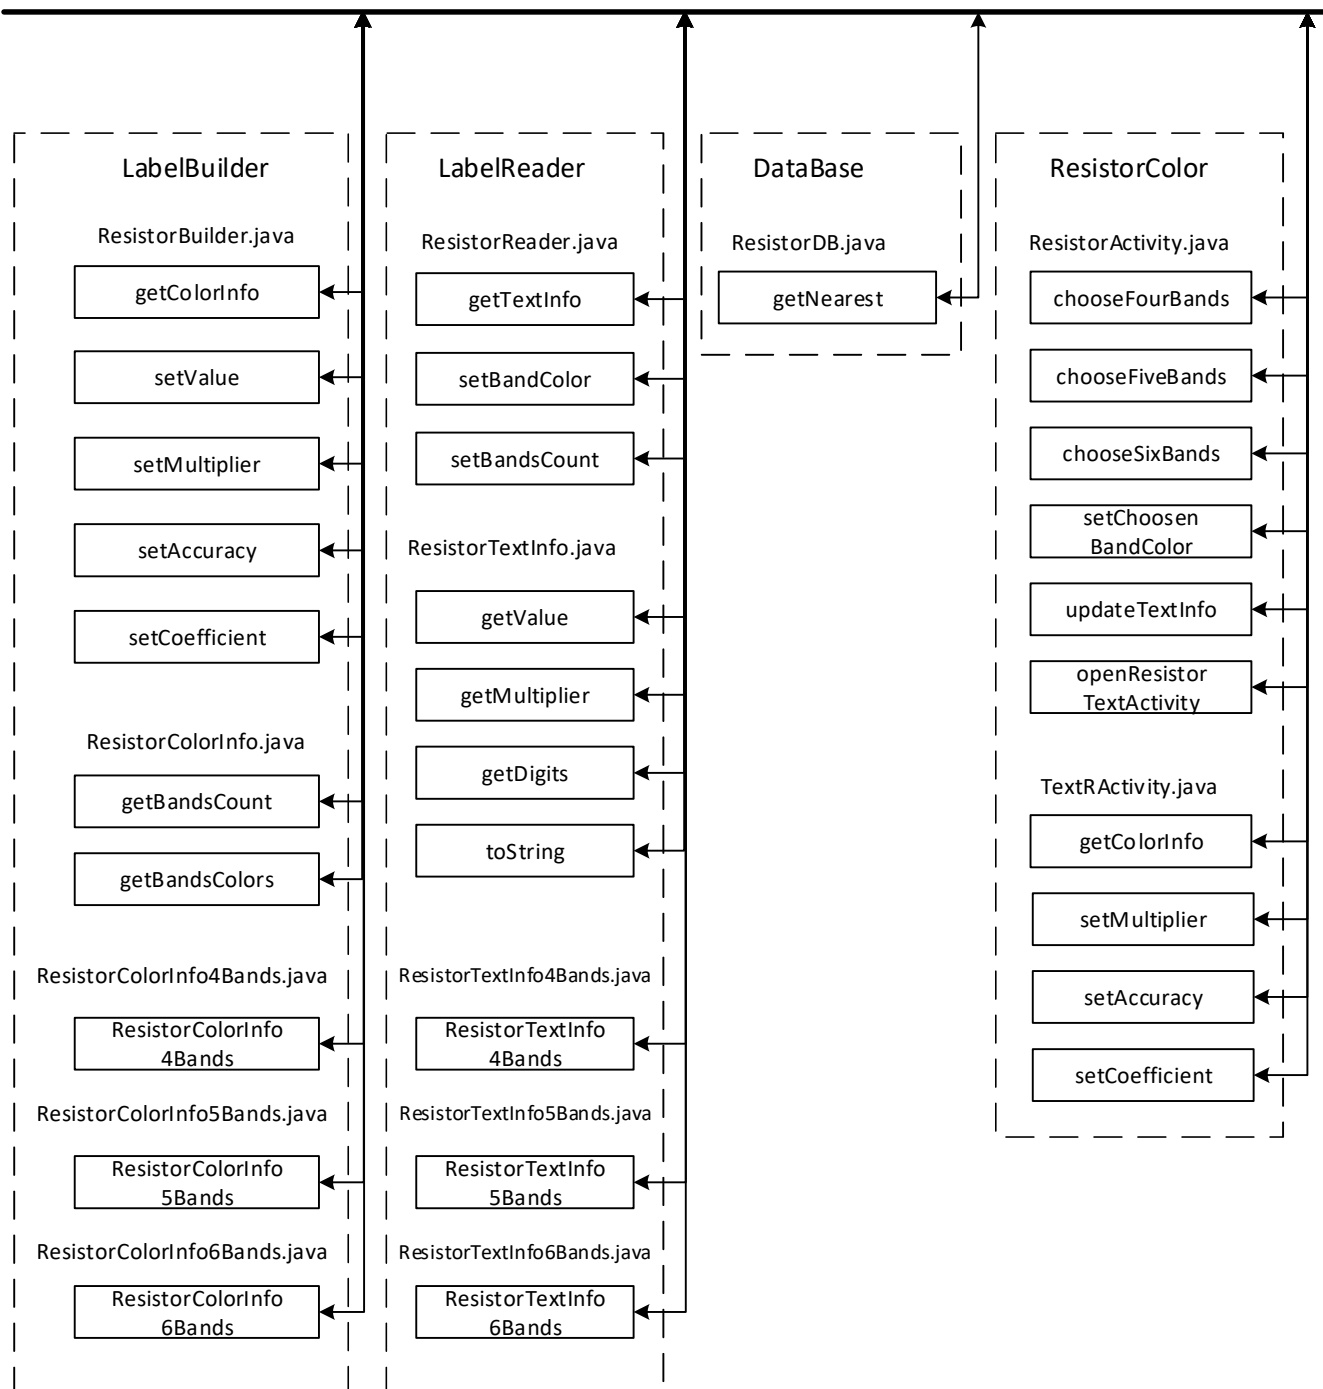 LabelBuilder
ResistorBuilder.java
getColorInfo
setValue
setMultiplier
setAccuracy
setCoefficient
ResistorColorInfo.java
getBandsCount
getBandsColors
ResistorColorInfo4Bands.java
ResistorColorInfo
4Bands
ResistorColorInfo5Bands.java
ResistorColorInfo
5Bands
ResistorColorInfo6Bands.java
ResistorColorInfo
6Bands
LabelReader
ResistorReader.java
getTextInfo
setBandColor
setBandsCount
ResistorTextInfo.java
getValue
getMultiplier
getDigits
toString
ResistorTextInfo4Bands.java
ResistorTextInfo
4Bands
ResistorTextInfo5Bands.java
ResistorTextInfo
5Bands
ResistorTextInfo6Bands.java
ResistorTextInfo
6Bands
DataBase
ResistorDB.java
getNearest
ResistorColor
ResistorActivity.java
chooseFourBands
chooseFiveBands
chooseSixBands
setChoosen
BandColor
updateTextInfo
openResistor
TextActivity
TextRActivity.java
getColorInfo
setMultiplier
setAccuracy
setCoefficient